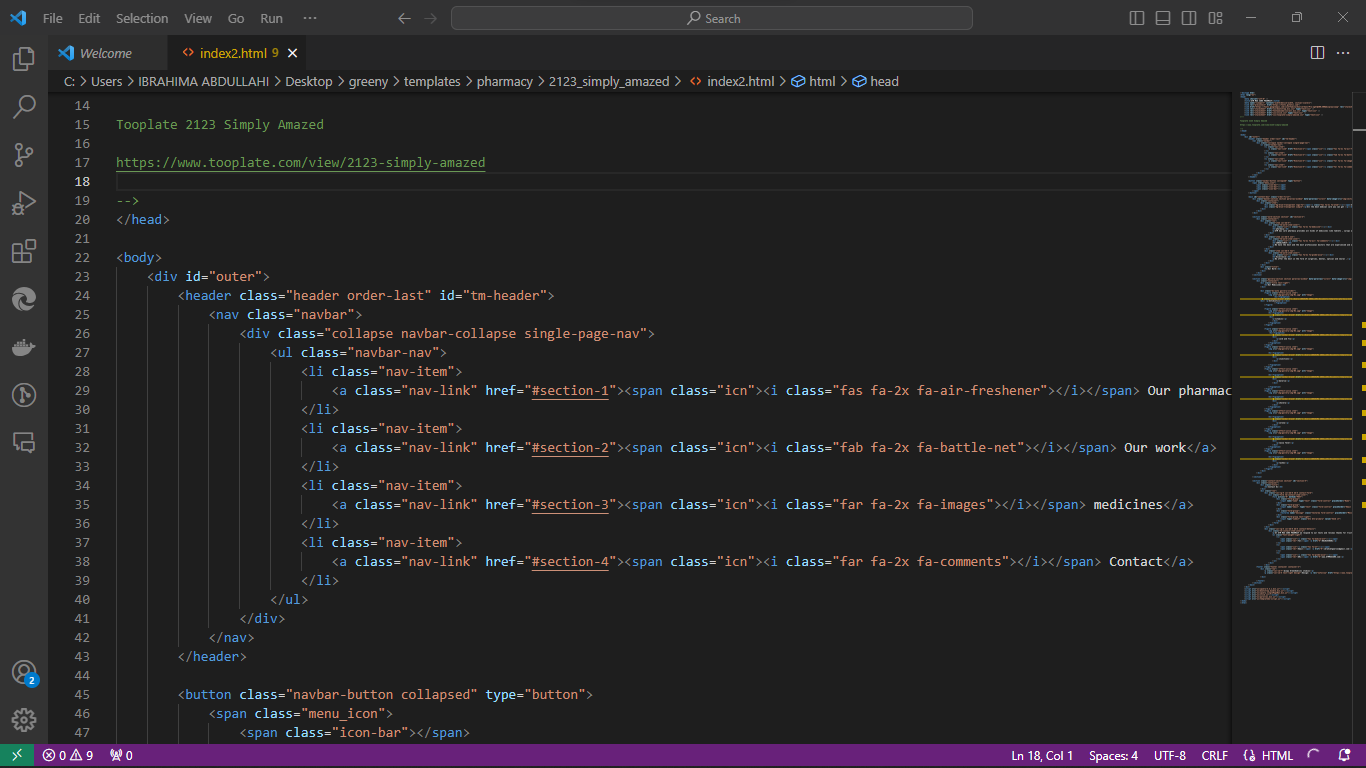 File Edit Selection View Go Run ··· Search
Welcome index2.html 9
C: > Users > IBRAHIMA ABDULLAHI > Desktop > greeny > templates > pharmacy > 2123_simply_amazed > index2.html > html > head
14
15 Tooplate 2123 Simply Amazed
16
17 https://www.tooplate.com/view/2123-simply-amazed
18
19 -->
20 </head>
21
22 <body>
23 <div id="outer">
24 <header class="header order-last" id="tm-header">
25 <nav class="navbar">
26 <div class="collapse navbar-collapse single-page-nav">
27 <ul class="navbar-nav">
28 <li class="nav-item">
29 <a class="nav-link" href="#section-1"><span class="icn"><i class="fas fa-2x fa-air-freshener"></i></span> Our pharmac
30 </li>
31 <li class="nav-item">
32 <a class="nav-link" href="#section-2"><span class="icn"><i class="fab fa-2x fa-battle-net"></i></span> Our work</a>
33 </li>
34 <li class="nav-item">
35 <a class="nav-link" href="#section-3"><span class="icn"><i class="far fa-2x fa-images"></i></span> medicines</a>
36 </li>
37 <li class="nav-item">
38 <a class="nav-link" href="#section-4"><span class="icn"><i class="far fa-2x fa-comments"></i></span> Contact</a>
39 </li>
40 </ul>
41 </div>
42 </nav>
43 </header>
44
45 <button class="navbar-button collapsed" type="button">
46 <span class="menu_icon">
47 <span class="icon-bar"></span>
2
0 9 0 Ln 18, Col 1 Spaces: 4 UTF-8 CRLF HTML